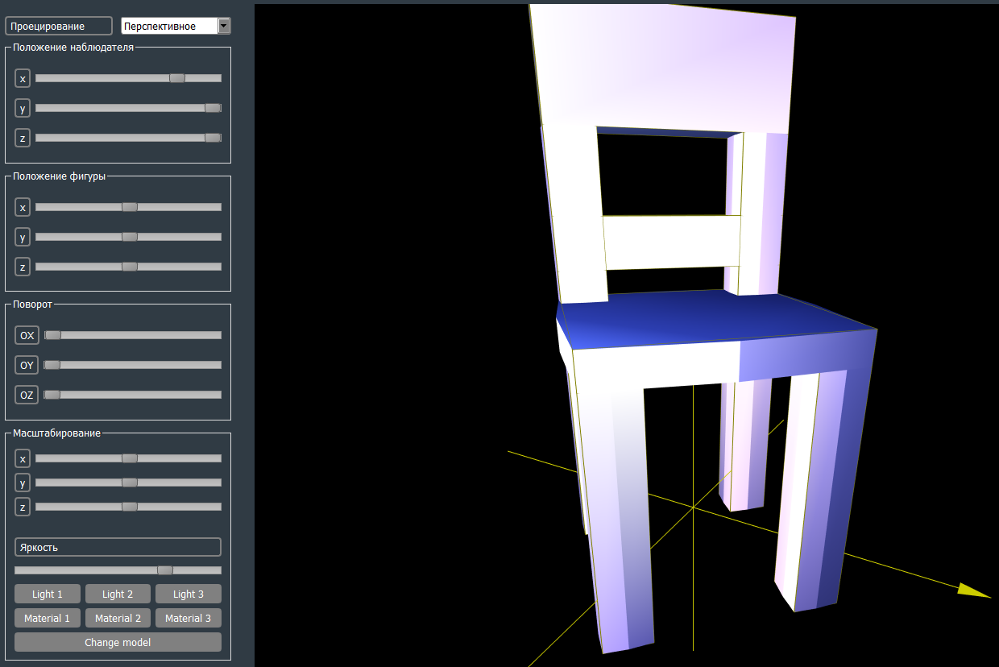 Проецирование Перспективное
Положение наблюдателя
x
y
z
Положение фигуры
x
y
z
Поворот
OX
OY
OZ
Масштабирование
x
y
z
Яркость
Light 1 Light 2 Light 3
Material 1 Material 2 Material 3
Change model